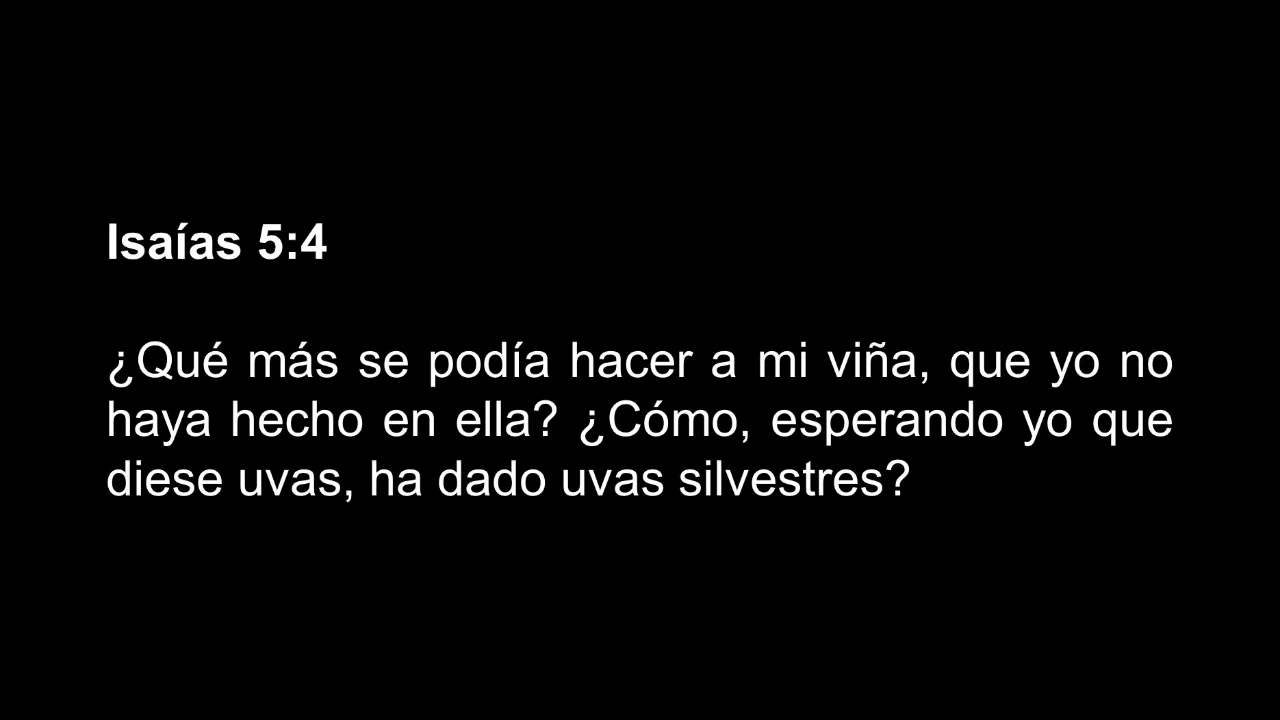 Isaías 5:4
¿Qué más se podía hacer a mi viña, que yo no
haya hecho en ella? ¿Cómo, esperando yo que
diese uvas, ha dado uvas silvestres?